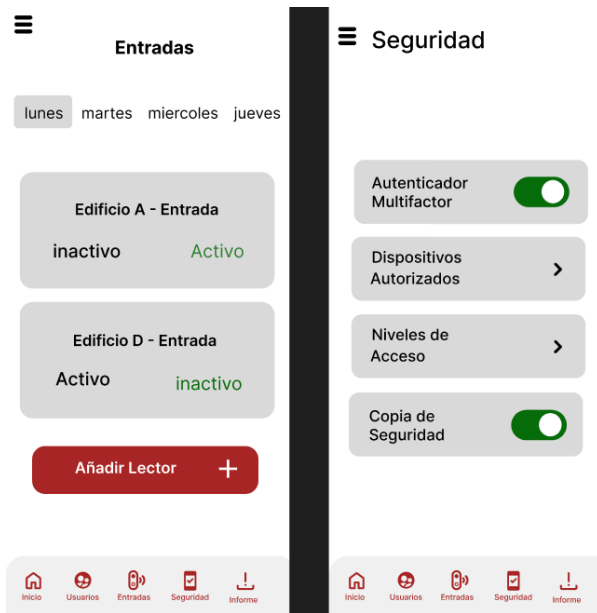 Entradas
lunes martes miercoles jueves
Edificio A - Entrada
inactivo Activo
Edificio D - Entrada
Activo inactivo
Añadir Lector +
Inicio Usuarios Entradas Seguridad Informe
Seguridad
Autenticador
Multifactor
Dispositivos
Autorizados
Niveles de
Acceso
Copia de
Seguridad
Inicio Usuarios Entradas Seguridad Informe